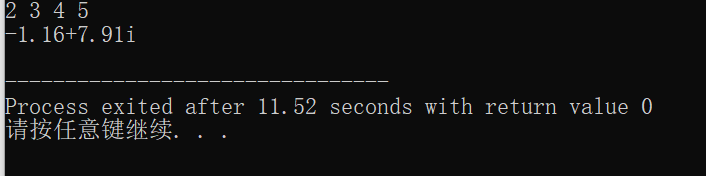 2 3 4 5
-1.16+7.91i
--------------------------------
Process exited after 11.52 seconds with return value 0
请按任意键继续. . .